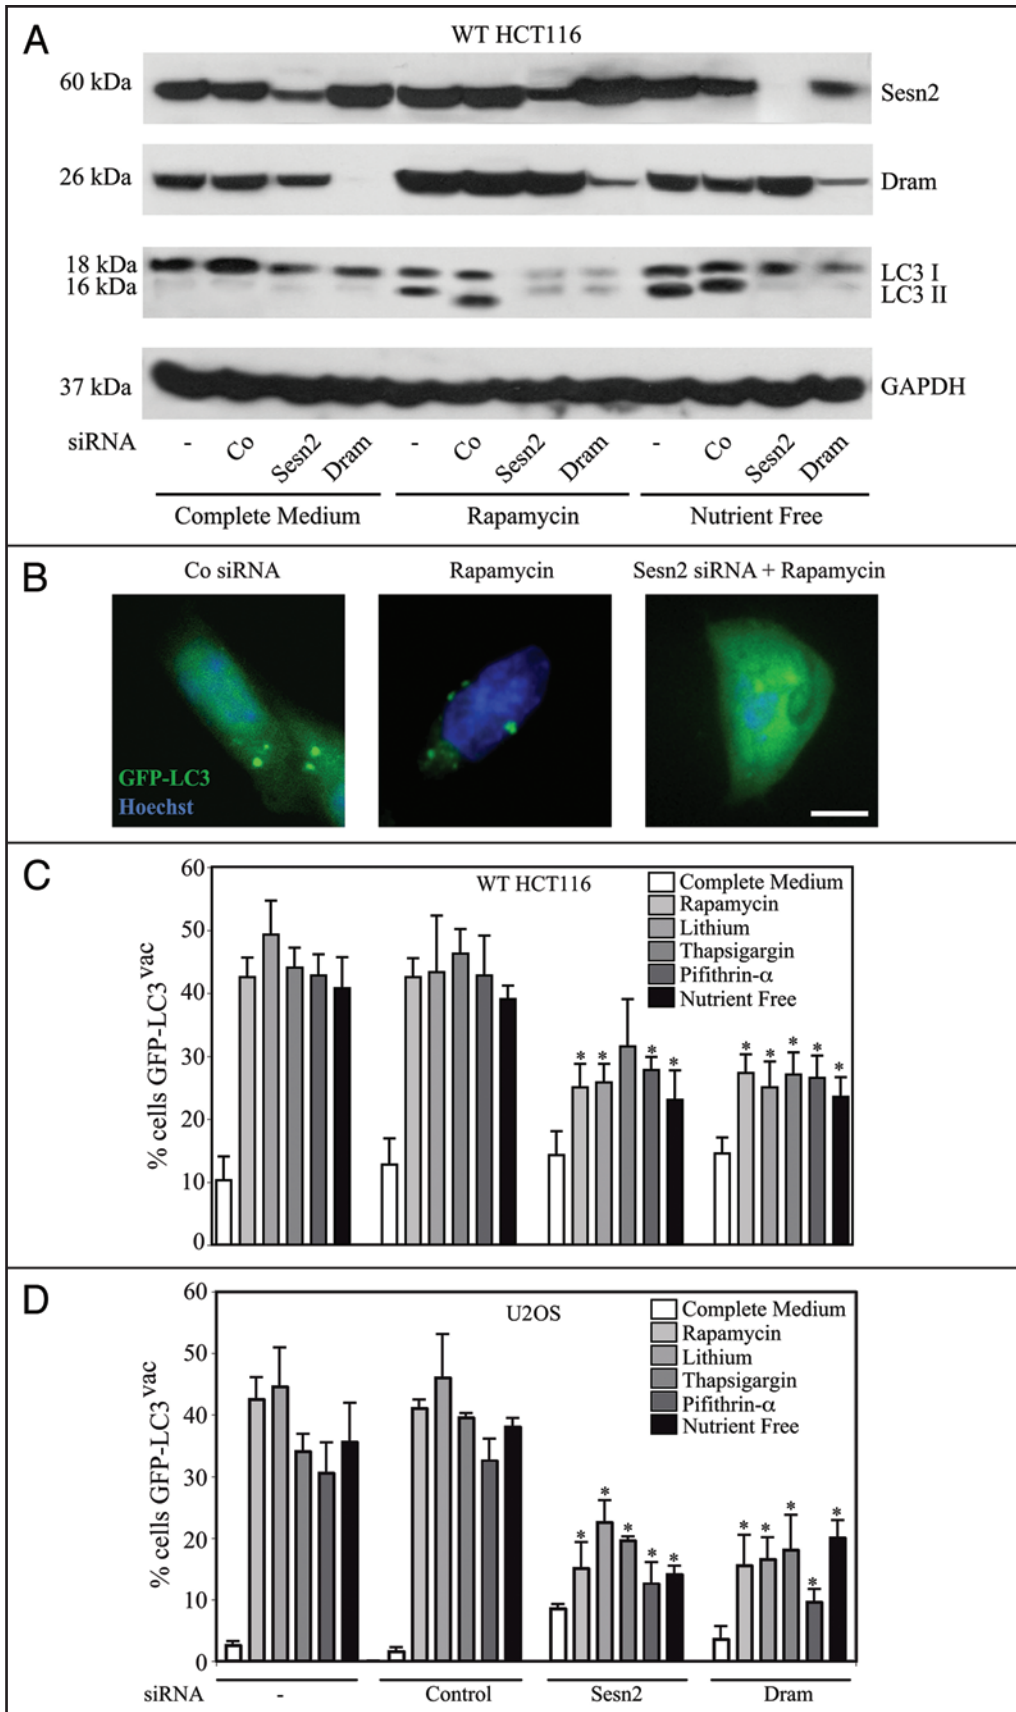 A
WT HCT116
60 kDa
Sesn2
26 kDa
Dram
18 kDa
LC3 I
16 kDa
LC3 II
37 kDa
GAPDH
siRNA - Co Sesn2 Dram - Co Sesn2 Dram - Co Sesn2 Dram
Complete Medium Rapamycin Nutrient Free
B
Co siRNA Rapamycin Sesn2 siRNA + Rapamycin
GFP-LC3
Hoechst
C
WT HCT116
% cells GFP-LC3vac
60
50
40
30
20
10
0
Complete Medium
Rapamycin
Lithium
Thapsigargin
Pifithrin-α
Nutrient Free
* * * *
* * * * *
D
U2OS
% cells GFP-LC3vac
60
50
40
30
20
10
0
Complete Medium
Rapamycin
Lithium
Thapsigargin
Pifithrin-α
Nutrient Free
* * * * *
* * * * *
siRNA - Control Sesn2 Dram